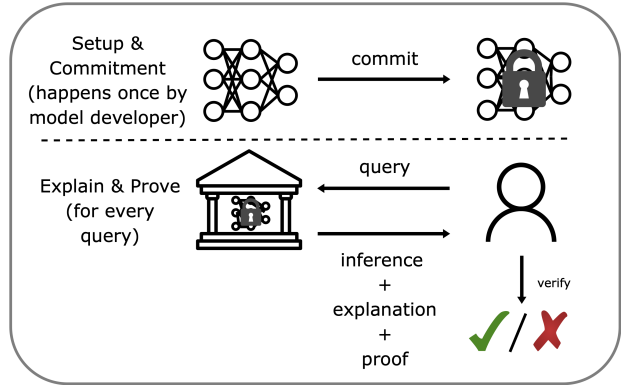 Setup &
Commitment
(happens once by
model developer)
commit
Explain & Prove
(for every
query)
query
inference
+
explanation
+
proof
verify
/